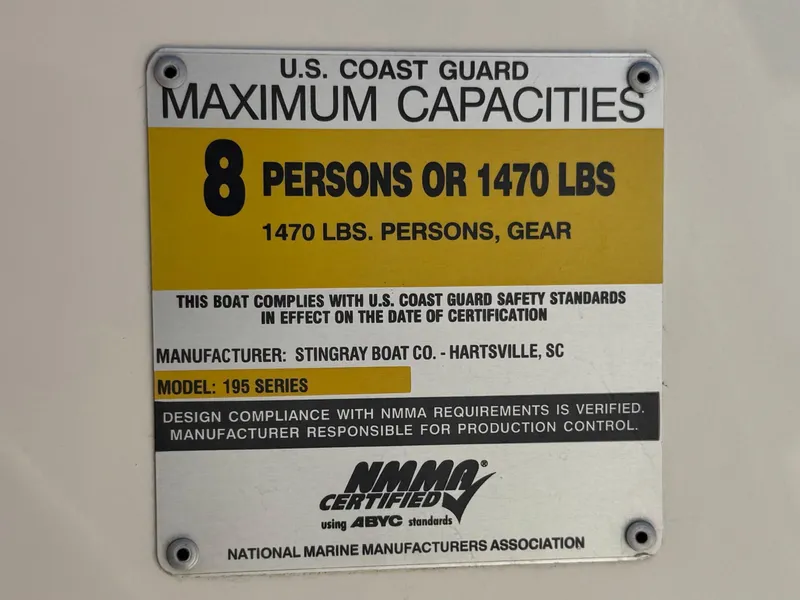 U.S. COAST GUARD
MAXIMUM CAPACITIES
8 PERSONS OR 1470 LBS
1470 LBS. PERSONS, GEAR
THIS BOAT COMPLIES WITH U.S. COAST GUARD SAFETY STANDARDS
IN EFFECT ON THE DATE OF CERTIFICATION
MANUFACTURER: STINGRAY BOAT CO. - HARTSVILLE, SC
MODEL: 195 SERIES
DESIGN COMPLIANCE WITH NMMA REQUIREMENTS IS VERIFIED.
MANUFACTURER RESPONSIBLE FOR PRODUCTION CONTROL.
NMMA®
CERTIFIED
using ABYC standards
NATIONAL MARINE MANUFACTURERS ASSOCIATION